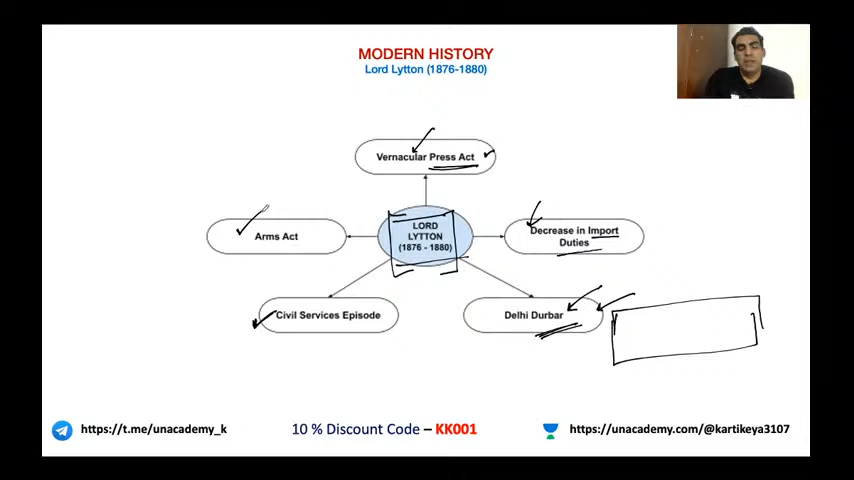 MODERN HISTORY
Lord Lytton (1876-1880)
Vernacular Press Act
Arms Act
LORD
LYTTON
(1876 - 1880)
Decrease in Import
Duties
Civil Services Episode
Delhi Durbar
https://t.me/unacademy_k
10 % Discount Code – KK001
https://unacademy.com/@kartikeya3107